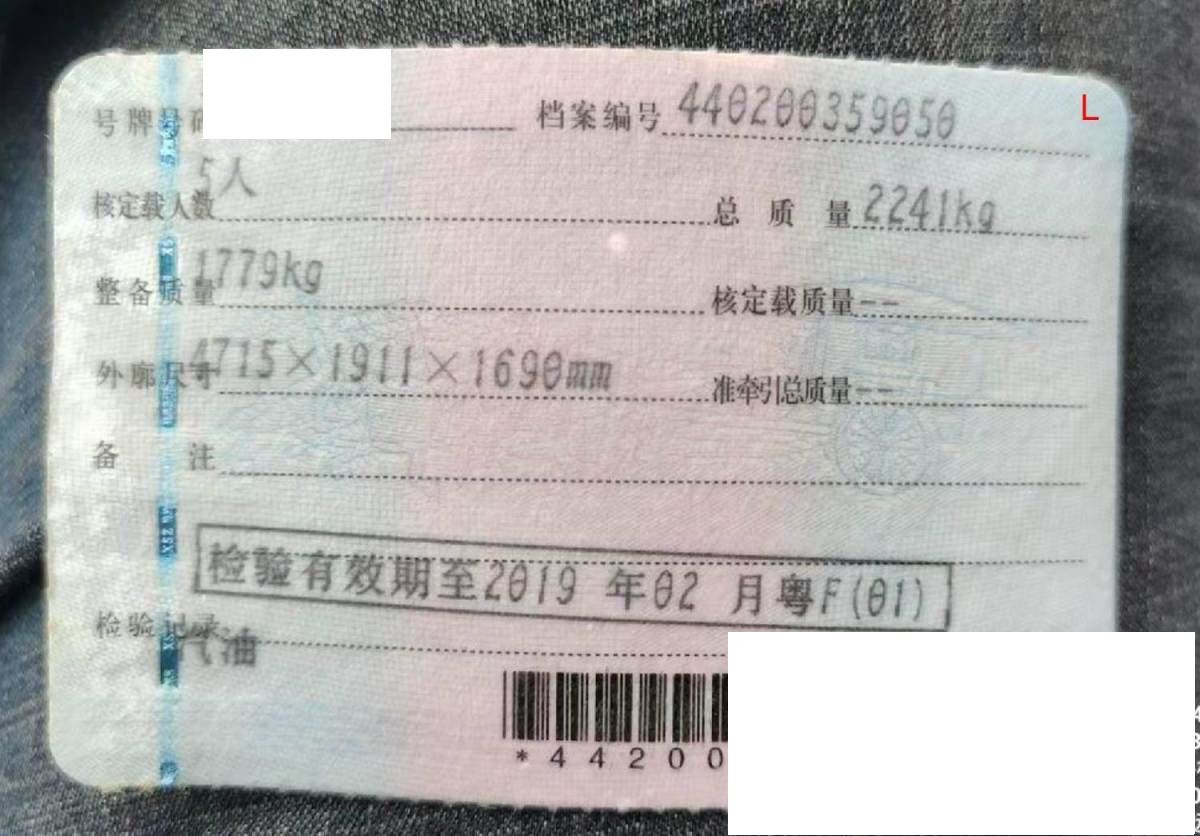 号牌号码 档案编号 440200359050
L
核定载人数 5人 总质量 2241kg
整备质量 1779kg 核定载质量 --
外廓尺寸 4715×1911×1690mm 准牵引总质量 --
备注
检验有效期至2019年02月粤F(01)
检验记录
汽油
*44200